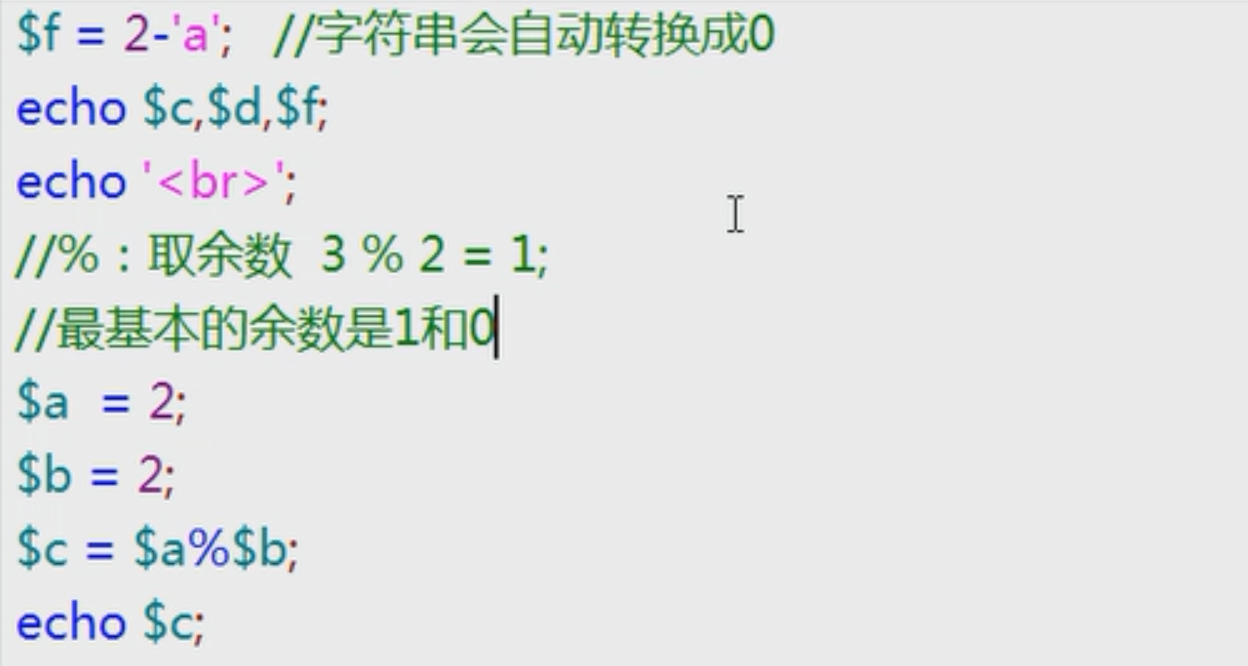 $f = 2-'a';  //字符串会自动转换成0
echo $c,$d,$f;
echo '<br>';
//%：取余数  3 % 2 = 1;
//最基本的余数是1和0
$a  = 2;
$b = 2;
$c = $a%$b;
echo $c;